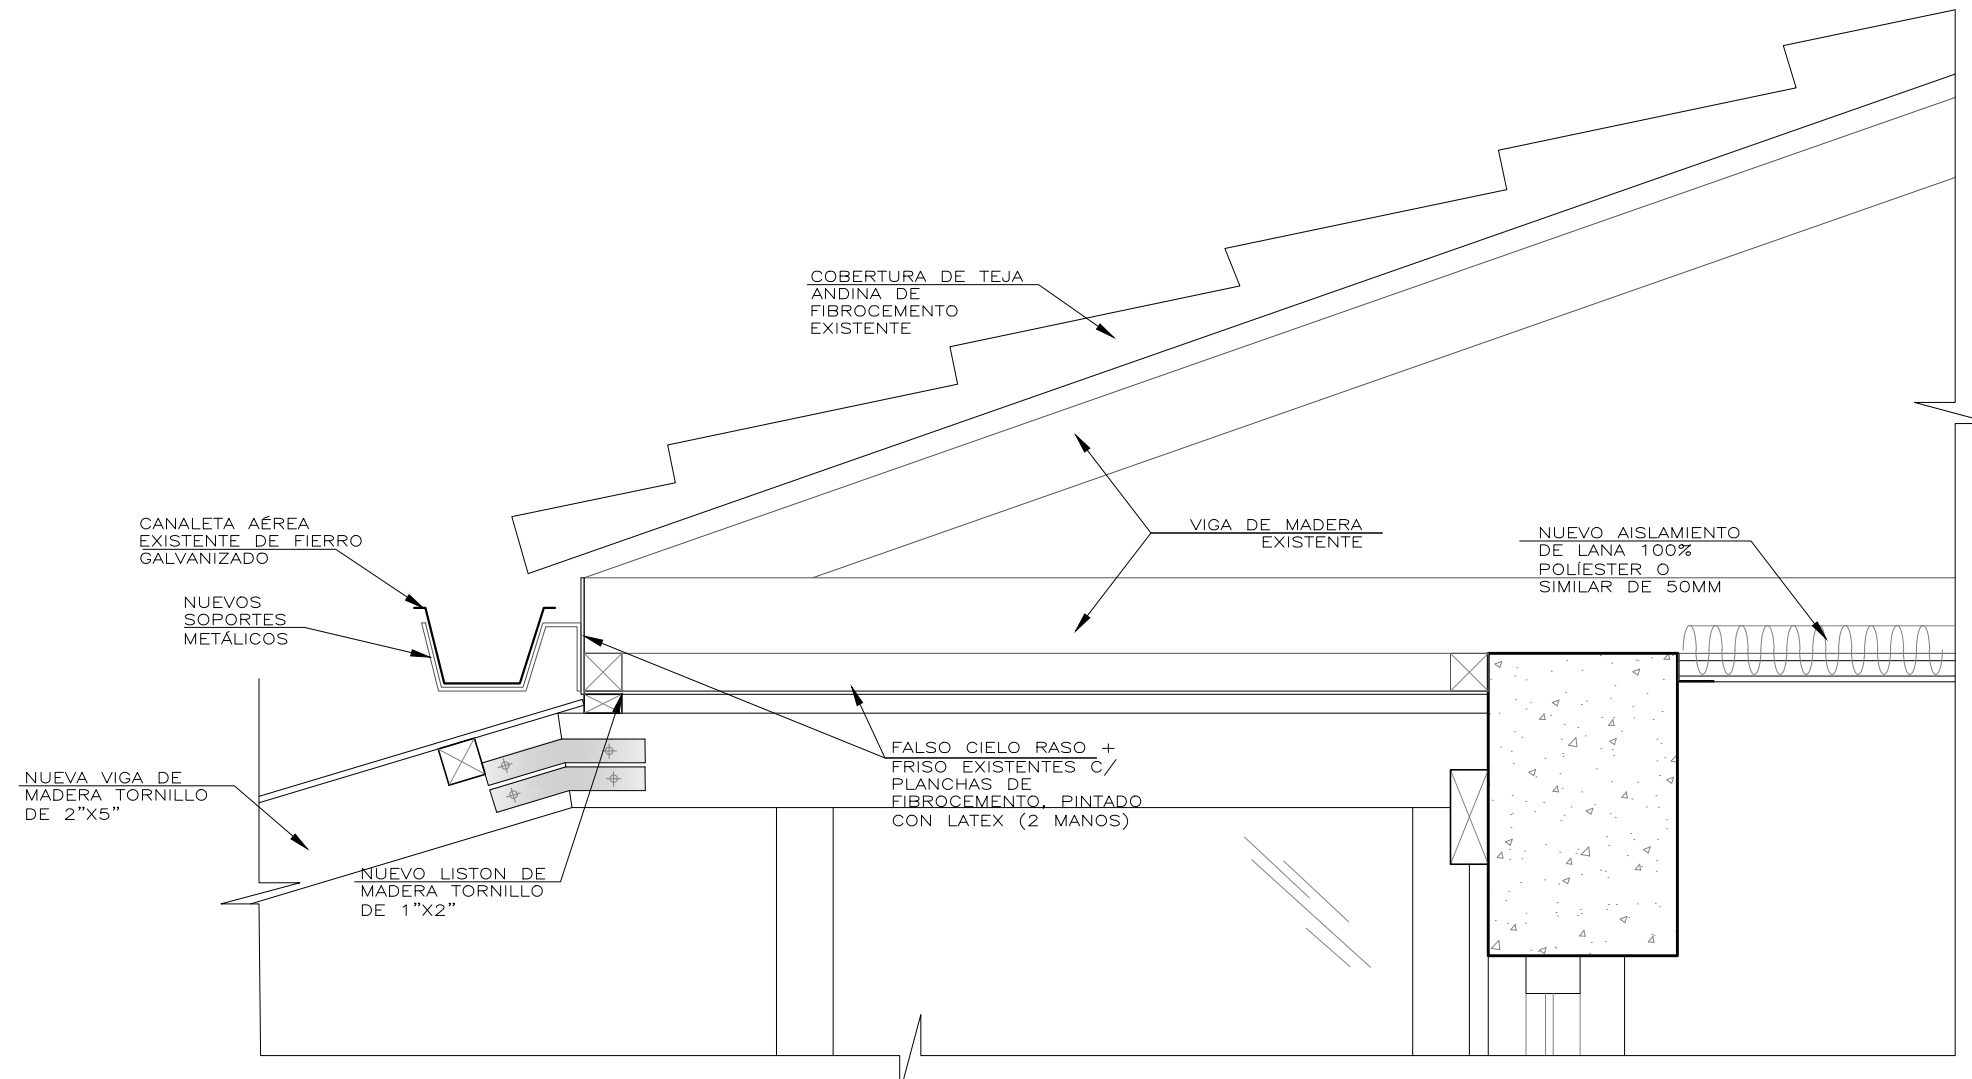 COBERTURA DE TEJA
ANDINA DE
FIBROCEMENTO
EXISTENTE
CANALETA AÉREA
EXISTENTE DE FIERRO
GALVANIZADO
VIGA DE MADERA
EXISTENTE
NUEVO AISLAMIENTO
DE LANA 100%
POLÍESTER O
SIMILAR DE 50MM
NUEVOS
SOPORTES
METÁLICOS
FALSO CIELO RASO +
FRISO EXISTENTES C/
PLANCHAS DE
FIBROCEMENTO, PINTADO
CON LATEX (2 MANOS)
NUEVA VIGA DE
MADERA TORNILLO
DE 2"X5"
NUEVO LISTON DE
MADERA TORNILLO
DE 1"X2"